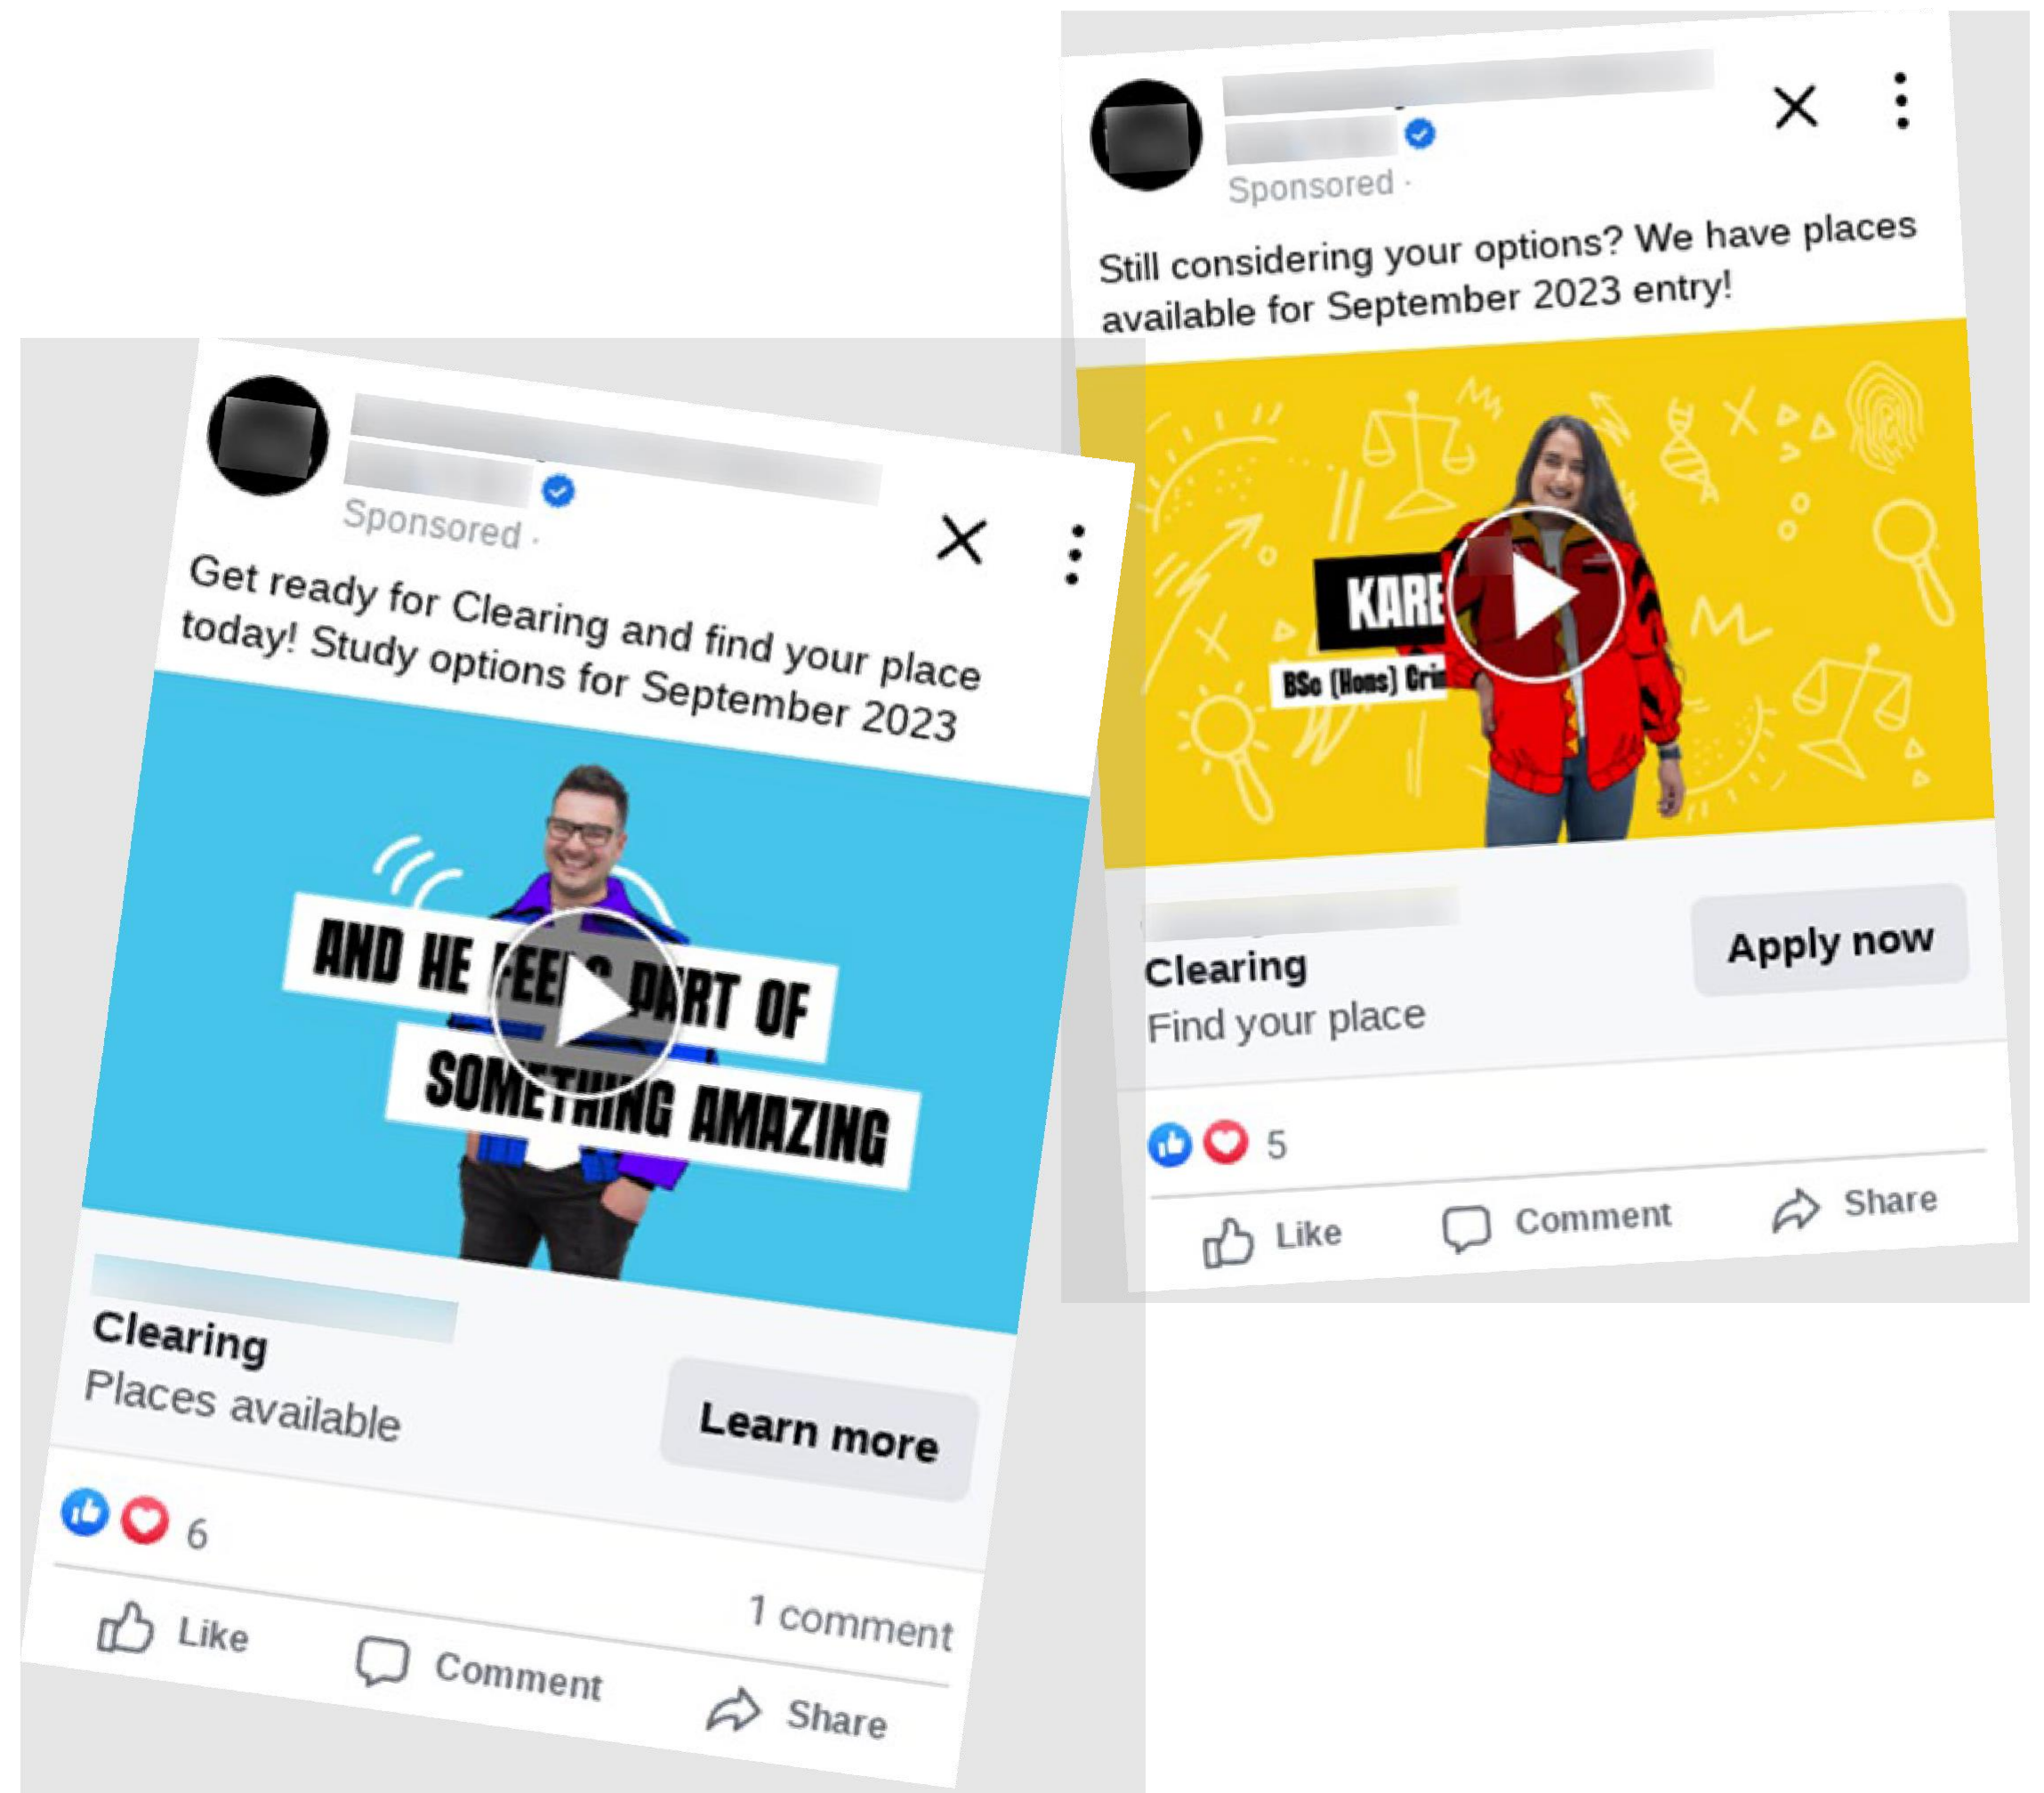 Sponsored ·
Get ready for Clearing and find your place
today! Study options for September 2023
AND HE FEELS PART OF
SOMETHING AMAZING
Clearing
Places available
Learn more
6
1 comment
Like
Comment
Share
Sponsored ·
Still considering your options? We have places
available for September 2023 entry!
KARE
BSc (Hons) Crim
Clearing
Find your place
Apply now
5
Like
Comment
Share